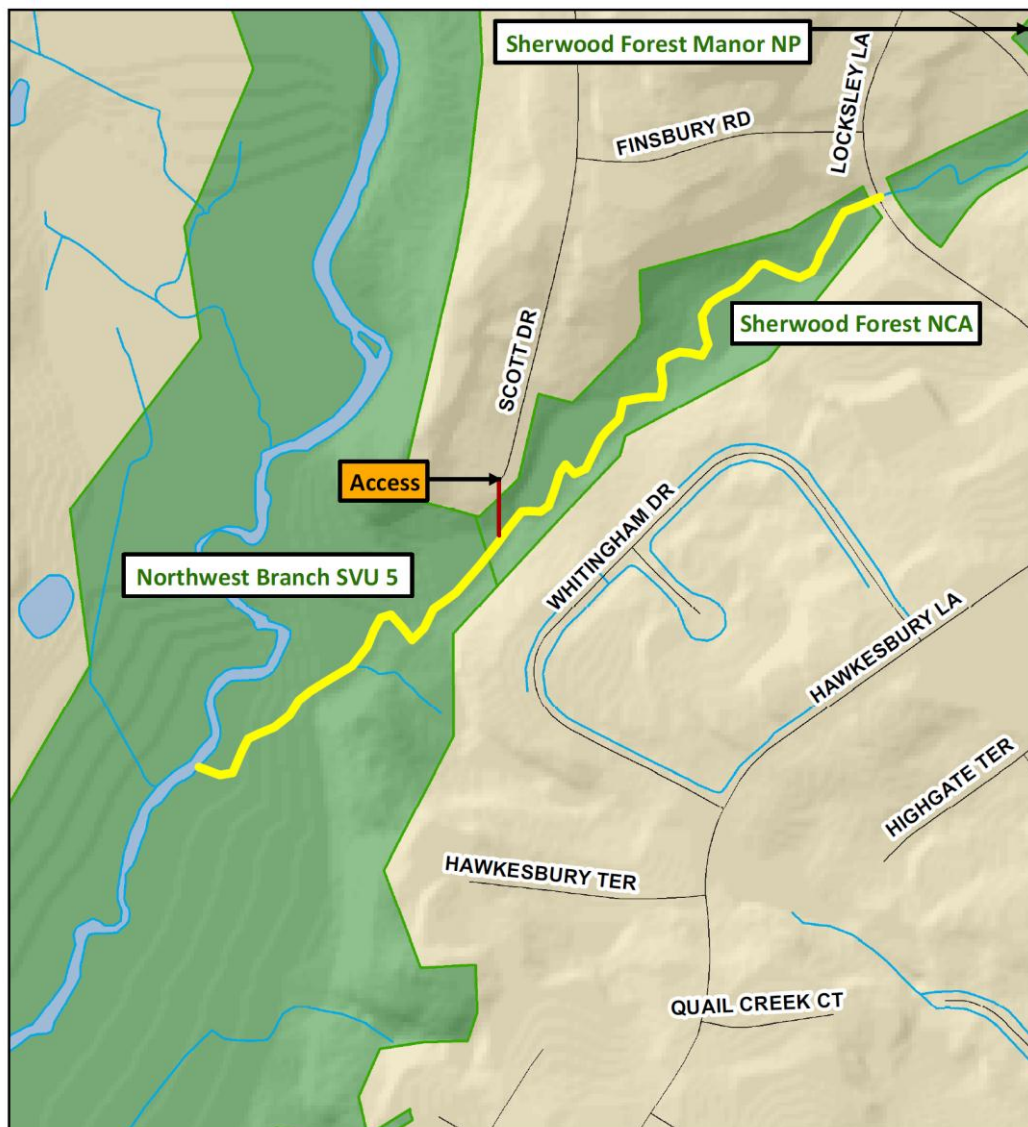 Sherwood Forest Manor NP
LOCKSLEY LA
FINSBURY RD
Sherwood Forest NCA
SCOTT DR
Access
WHITINGHAM DR
Northwest Branch SVU 5
HAWKESBURY LA
HIGHGATE TER
HAWKESBURY TER
QUAIL CREEK CT